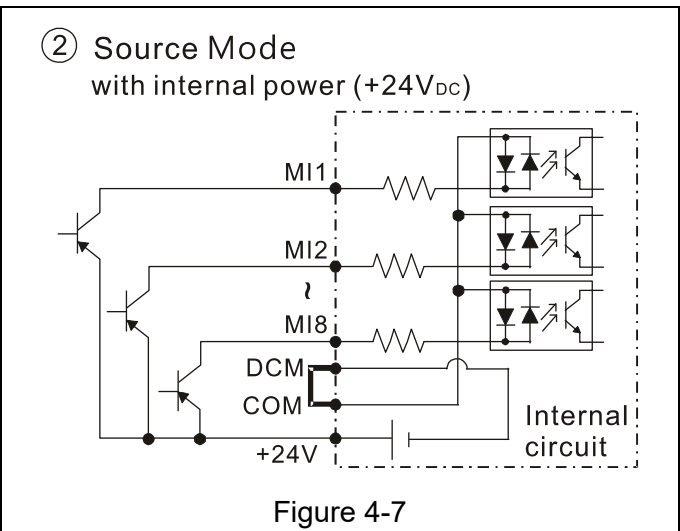 ② Source Mode
with internal power (+24VDC)
MI1
MI2
~
MI8
DCM
COM
+24V
Internal
circuit
Figure 4-7